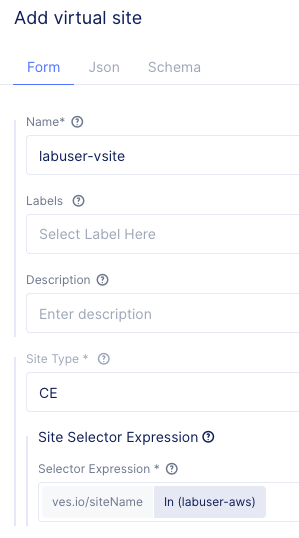 Add virtual site
Form Json Schema
Name*
labuser-vsite
Labels
Select Label Here
Description
Enter description
Site Type *
CE
Site Selector Expression
Selector Expression *
ves.io/siteName In (labuser-aws)